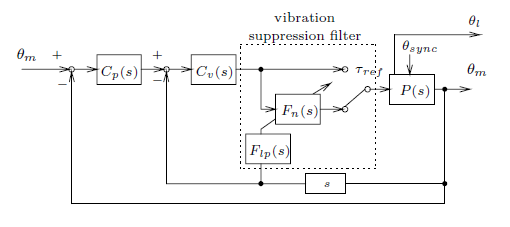 vibration
suppression filter
θ_l
θ_m + + θ_sync
C_p(s) C_v(s) τ_ref θ_m
− − P(s)
F_n(s)
F_lp(s)
s